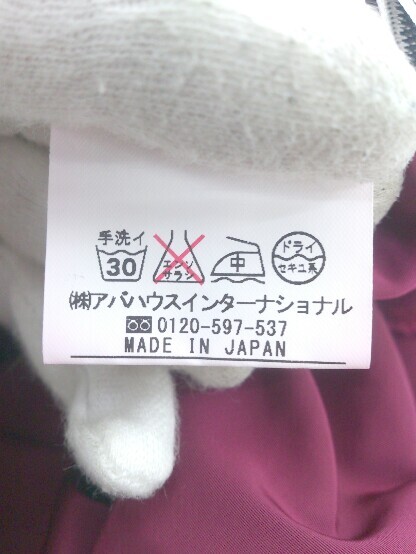 手洗イ
30
エンソ
サラシ
中
ドライ
セキユ系
㈱アバハウスインターナショナル
0120-597-537
MADE IN JAPAN